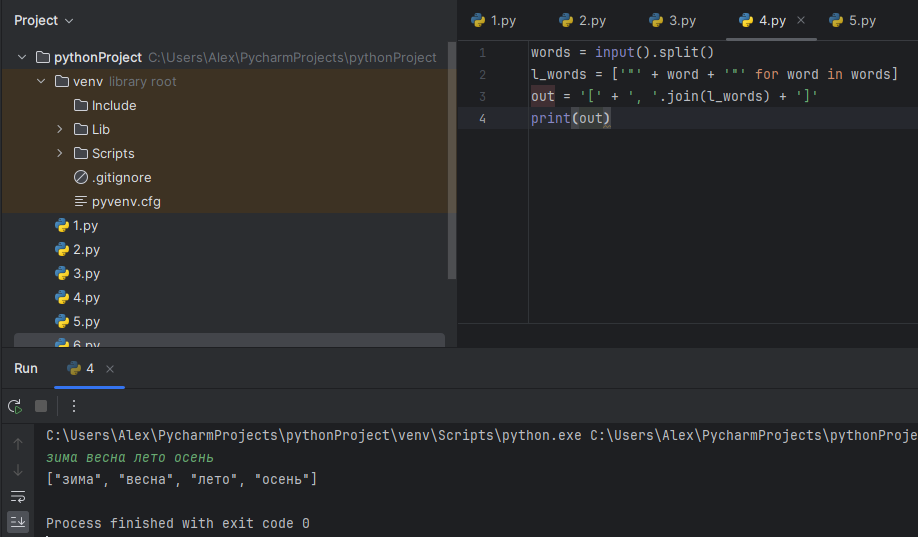 Project
pythonProject C:\Users\Alex\PycharmProjects\pythonProject
venv library root
Include
Lib
Scripts
.gitignore
pyvenv.cfg
1.py
2.py
3.py
4.py
5.py
6.py
1.py 2.py 3.py 4.py 5.py
1 words = input().split()
2 l_words = ['"' + word + '"' for word in words]
3 out = '[' + ', '.join(l_words) + ']'
4 print(out)
Run 4
C:\Users\Alex\PycharmProjects\pythonProject\venv\Scripts\python.exe C:\Users\Alex\PycharmProjects\pythonProje
зима весна лето осень
["зима", "весна", "лето", "осень"]
Process finished with exit code 0